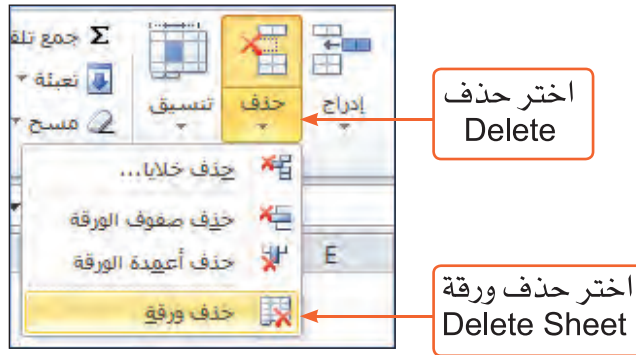 إدراج
حذف
تنسيق
Σ جمع تلقا
تعبئة
مسح
حذف خلايا...
حذف صفوف الورقة
حذف أعمدة الورقة
حذف ورقة
E
اختر حذف
Delete
اختر حذف ورقة
Delete Sheet